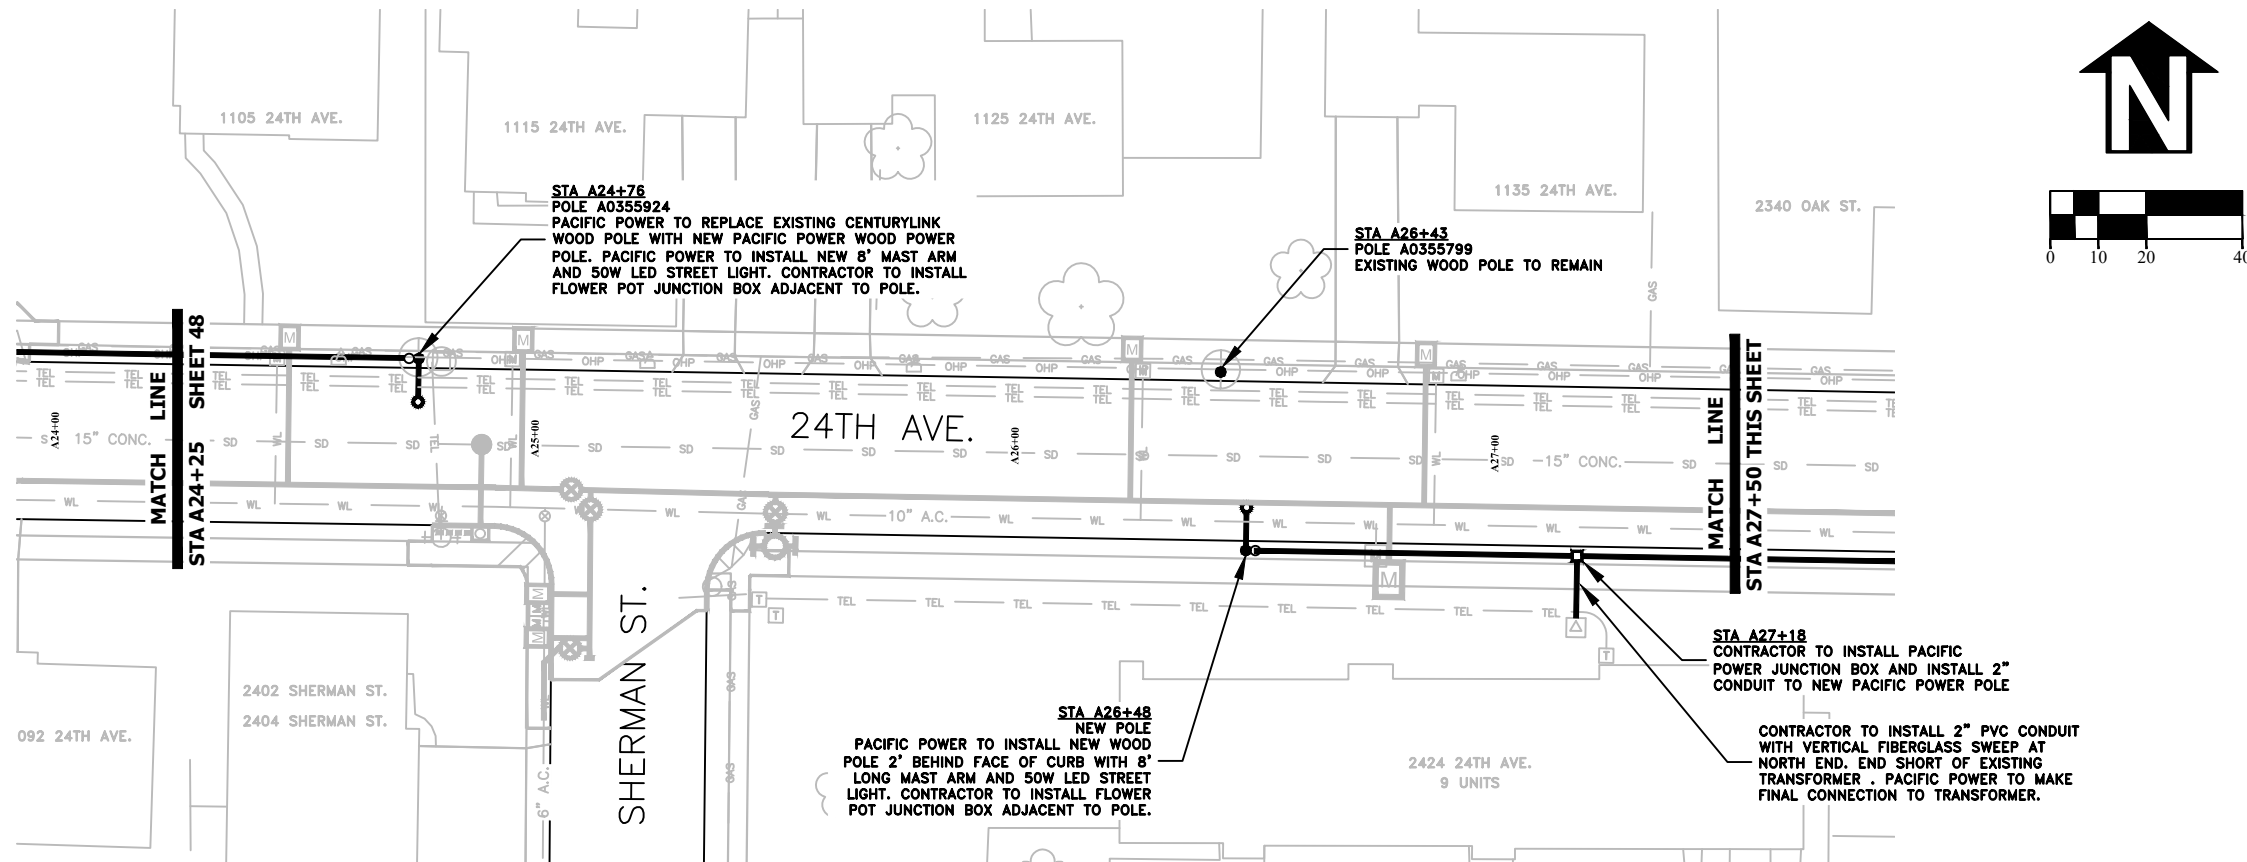 1105 24TH AVE.
1115 24TH AVE.
1125 24TH AVE.
1135 24TH AVE.
2340 OAK ST.
N
0 10 20 40
STA A24+76
POLE A0355924
PACIFIC POWER TO REPLACE EXISTING CENTURYLINK
WOOD POLE WITH NEW PACIFIC POWER WOOD POWER
POLE. PACIFIC POWER TO INSTALL NEW 8' MAST ARM
AND 50W LED STREET LIGHT. CONTRACTOR TO INSTALL
FLOWER POT JUNCTION BOX ADJACENT TO POLE.
STA A26+43
POLE A0355799
EXISTING WOOD POLE TO REMAIN
MATCH LINE
STA A24+25 SHEET 48
MATCH LINE
STA A27+50 THIS SHEET
A24+00
A25+00
A26+00
A27+00
24TH AVE.
15" CONC.
15" CONC.
10" A.C.
SHERMAN ST.
6" A.C.
STA A27+18
CONTRACTOR TO INSTALL PACIFIC
POWER JUNCTION BOX AND INSTALL 2"
CONDUIT TO NEW PACIFIC POWER POLE
CONTRACTOR TO INSTALL 2" PVC CONDUIT
WITH VERTICAL FIBERGLASS SWEEP AT
NORTH END. END SHORT OF EXISTING
TRANSFORMER . PACIFIC POWER TO MAKE
FINAL CONNECTION TO TRANSFORMER.
STA A26+48
NEW POLE
PACIFIC POWER TO INSTALL NEW WOOD
POLE 2' BEHIND FACE OF CURB WITH 8'
LONG MAST ARM AND 50W LED STREET
LIGHT. CONTRACTOR TO INSTALL FLOWER
POT JUNCTION BOX ADJACENT TO POLE.
2402 SHERMAN ST.
2404 SHERMAN ST.
092 24TH AVE.
2424 24TH AVE.
9 UNITS